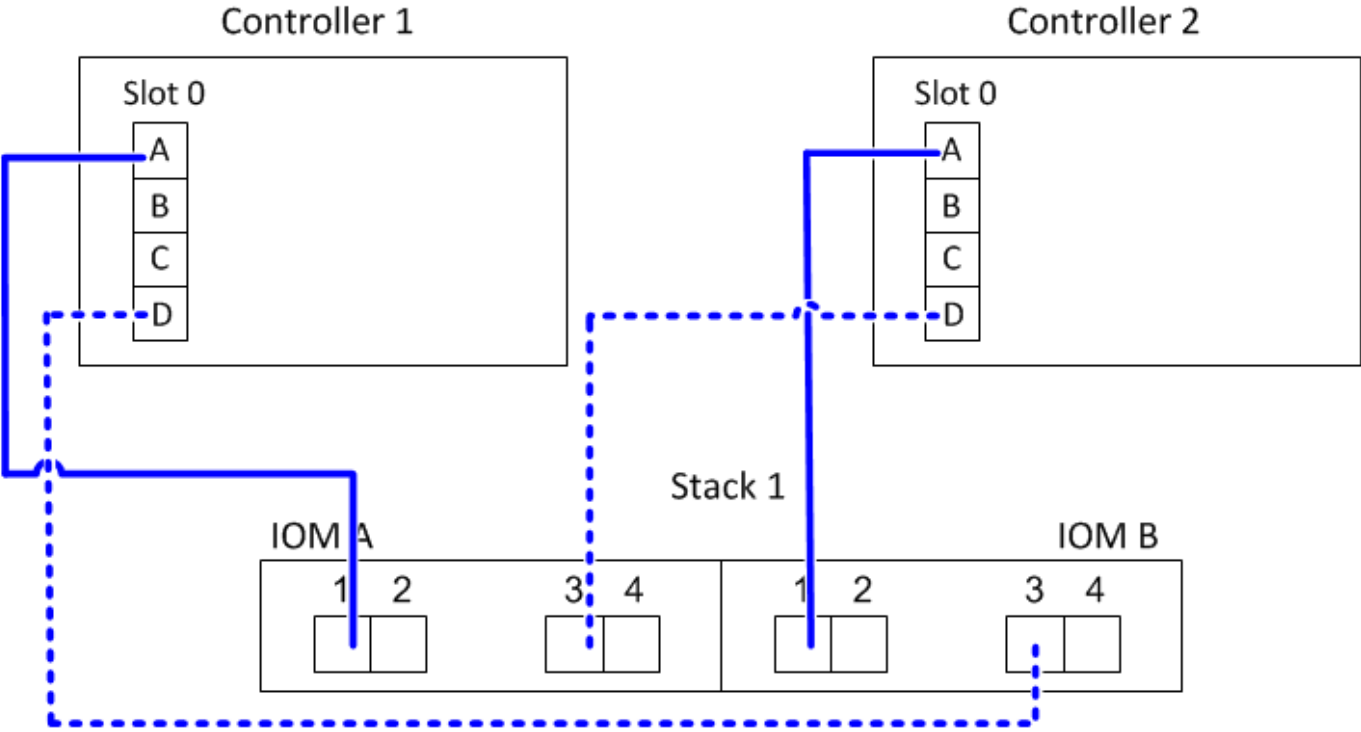 Controller 1
Controller 2
Slot 0
Slot 0
A
A
B
B
C
C
D
D
Stack 1
IOM A
IOM B
1 2 3 4 1 2 3 4